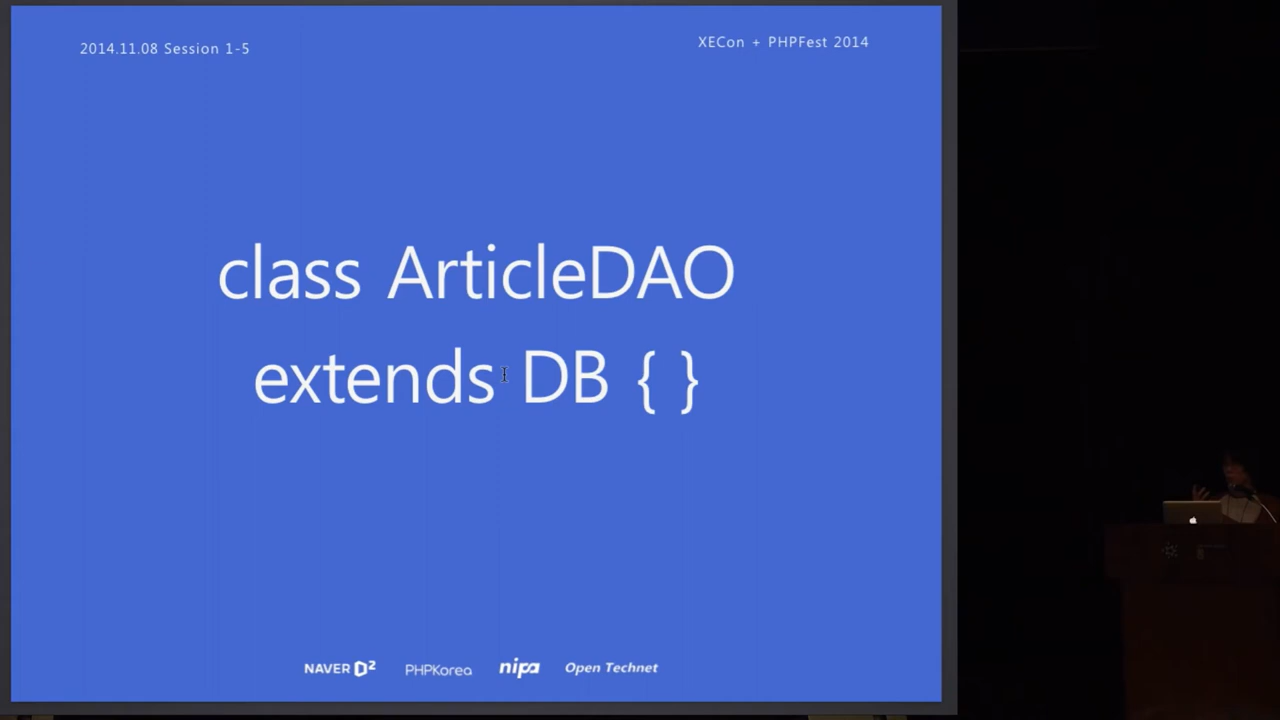 2014.11.08 Session 1-5
XECon + PHPFest 2014
class ArticleDAO
extends DB { }
NAVER D2
PHPKorea
nipa
Open Technet